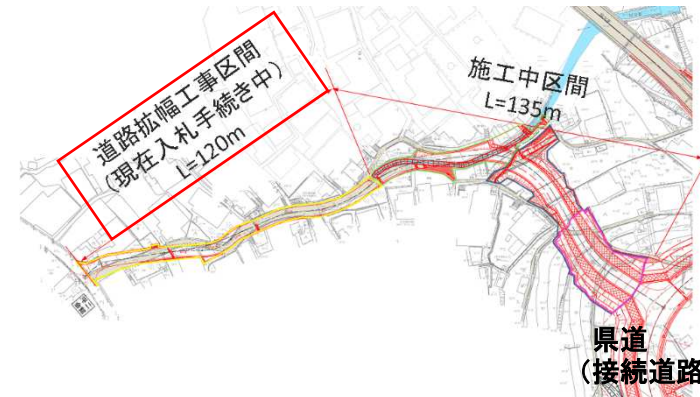 道路拡幅工事区間
(現在入札手続き中)
L=120m
施工中区間
L=135m
県道
(接続道路